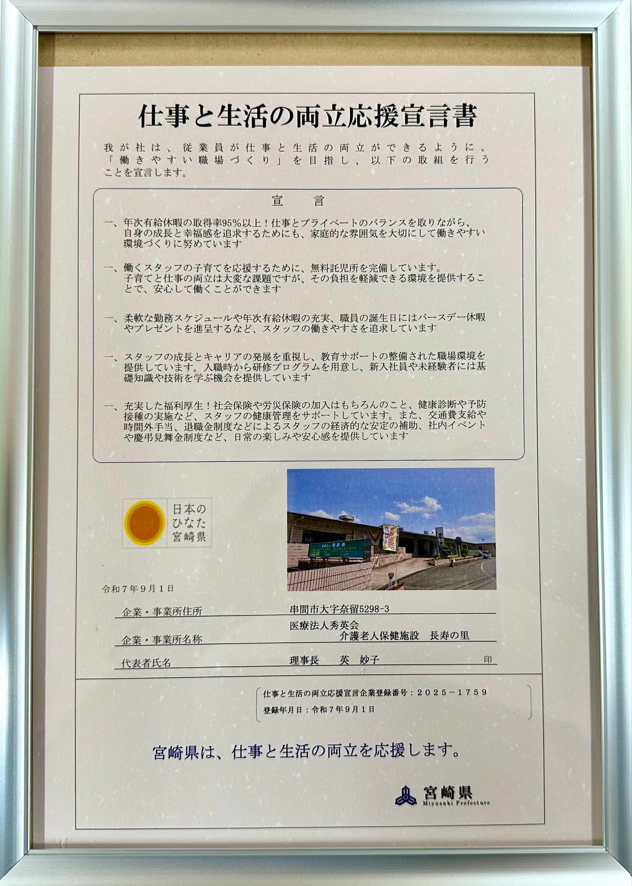 仕事と生活の両立応援宣言書
我が社は、従業員が仕事と生活の両立ができるように、
「働きやすい職場づくり」を目指し、以下の取組を行う
ことを宣言します。
宣 言
一、年次有給休暇の取得率95％以上！仕事とプライベートのバランスを取りながら、
自身の成長と幸福感を追求するためにも、家庭的な雰囲気を大切にして働きやすい
環境づくりに努めています
一、働くスタッフの子育てを応援するために、無料託児所を完備しています。
子育てと仕事の両立は大変な課題ですが、その負担を軽減できる環境を提供するこ
とで、安心して働くことができます
一、柔軟な勤務スケジュールや年次有給休暇の充実、職員の誕生日にはバースデー休暇
やプレゼントを進呈するなど、スタッフの働きやすさを追求しています
一、スタッフの成長とキャリアの発展を重視し、教育サポートの整備された職場環境を
提供しています。入職時から研修プログラムを用意し、新入社員や未経験者には基
礎知識や技術を学ぶ機会を提供しています
一、充実した福利厚生！社会保険や労災保険の加入はもちろんのこと、健康診断や予防
接種の実施など、スタッフの健康管理をサポートしています。また、交通費支給や
時間外手当、退職金制度などによるスタッフの経済的な安定の補助、社内イベント
や慶弔見舞金制度など、日常の楽しみや安心感を提供しています
日本の
ひなた
宮崎県
令和７年９月１日
企業・事業所住所 串間市大字奈留5298-3
医療法人秀英会
企業・事業所名称 介護老人保健施設 長寿の里
代表者氏名 理事長 英 妙子 印
仕事と生活の両立応援宣言企業登録番号：２０２５－１７５９
登録年月日：令和７年９月１日
宮崎県は、仕事と生活の両立を応援します。
宮崎県
Miyazaki Prefecture